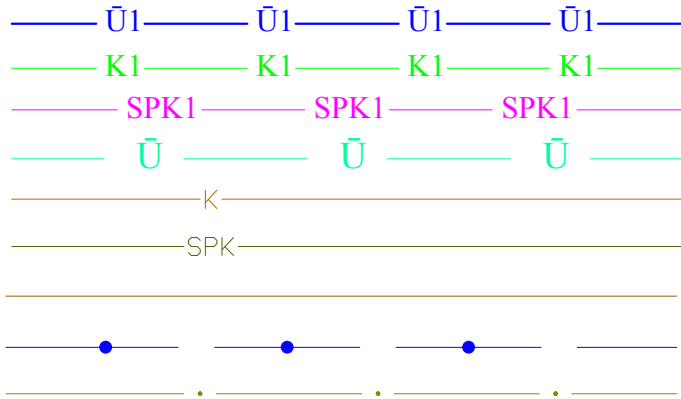 Ū1 Ū1 Ū1 Ū1
K1 K1 K1 K1
SPK1 SPK1 SPK1
Ū Ū Ū
K
SPK